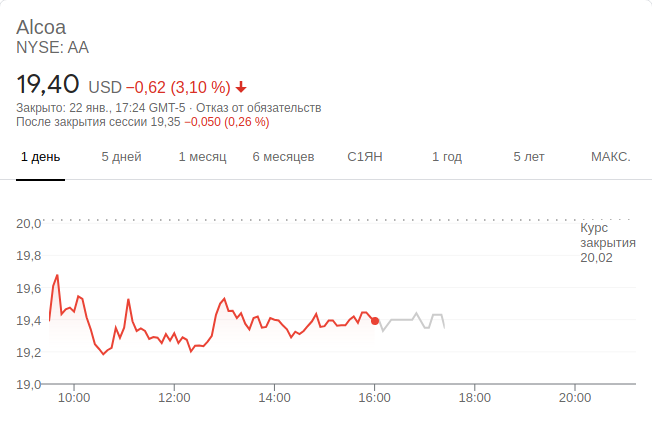 Alcoa
NYSE: AA
19,40 USD −0,62 (3,10 %)
Закрыто: 22 янв., 17:24 GMT-5 · Отказ от обязательств
После закрытия сессии 19,35 −0,050 (0,26 %)
1 день 5 дней 1 месяц 6 месяцев С1ЯН 1 год 5 лет МАКС.
20,0
Курс
закрытия
20,02
19,8
19,6
19,4
19,2
19,0
10:00 12:00 14:00 16:00 18:00 20:00